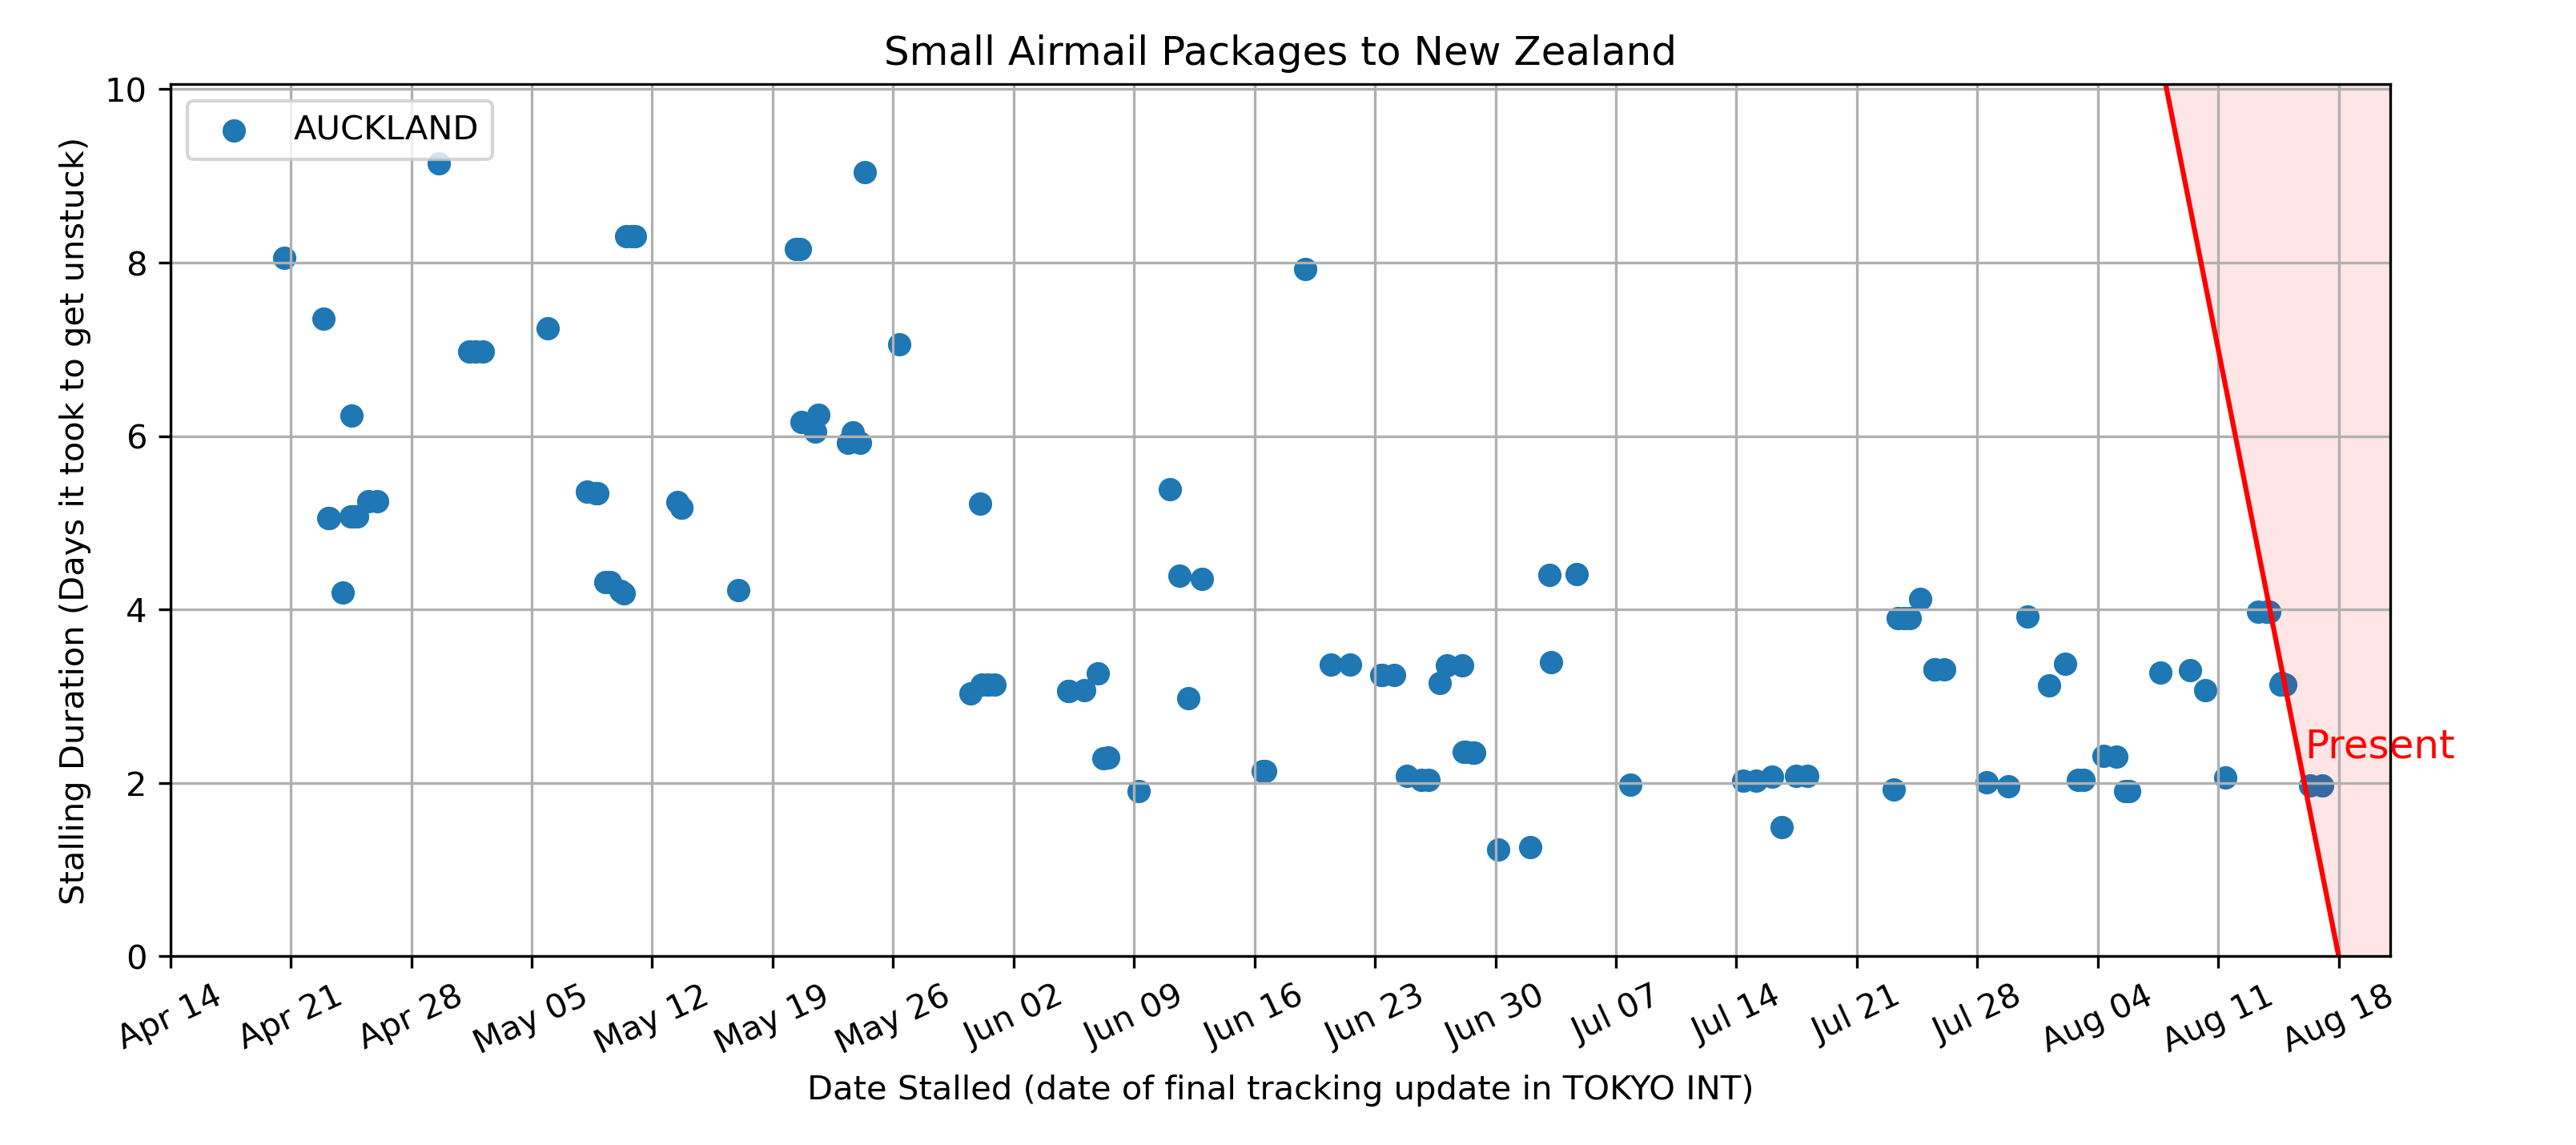 Small Airmail Packages to New Zealand
AUCKLAND
Stalling Duration (Days it took to get unstuck)
10
8
6
4
2
0
Present
Apr 14
Apr 21
Apr 28
May 05
May 12
May 19
May 26
Jun 02
Jun 09
Jun 16
Jun 23
Jun 30
Jul 07
Jul 14
Jul 21
Jul 28
Aug 04
Aug 11
Aug 18
Date Stalled (date of final tracking update in TOKYO INT)